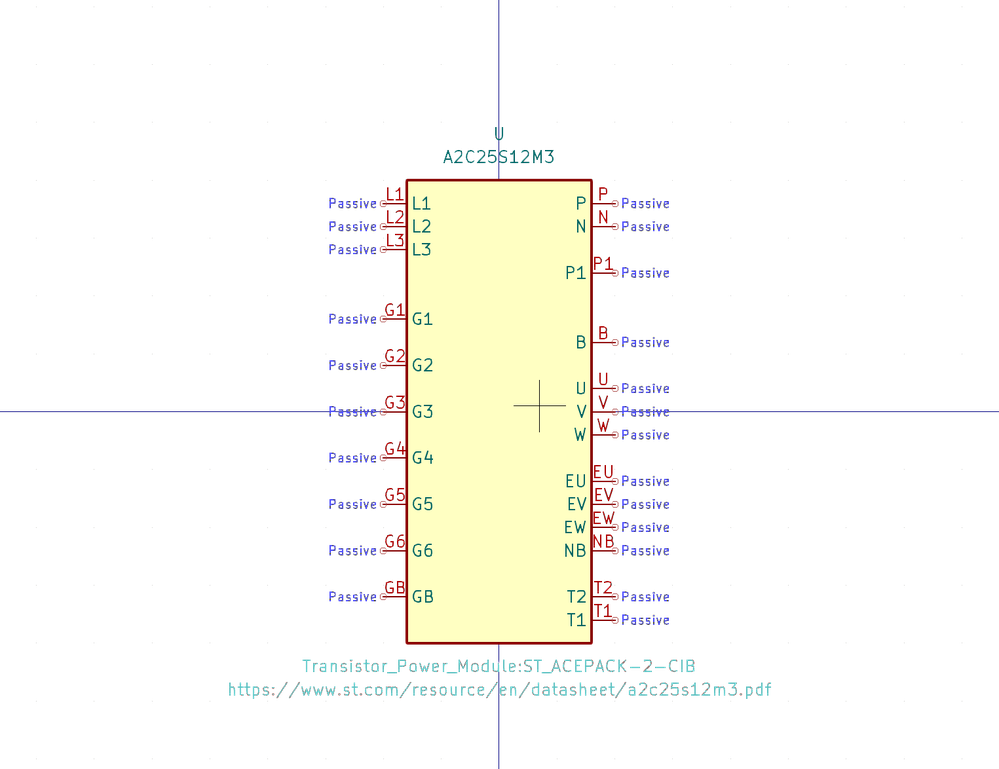 U
A2C25S12M3
Passive L1 L1 P P Passive
Passive L2 L2 N N Passive
Passive L3 L3
P1 P1 Passive
Passive G1 G1
B B Passive
Passive G2 G2
U U Passive
Passive G3 G3 V V Passive
W W Passive
Passive G4 G4
EU EU Passive
Passive G5 G5 EV EV Passive
EW EW Passive
Passive G6 G6 NB NB Passive
Passive GB GB T2 T2 Passive
T1 T1 Passive
Transistor_Power_Module:ST_ACEPACK-2-CIB
https://www.st.com/resource/en/datasheet/a2c25s12m3.pdf